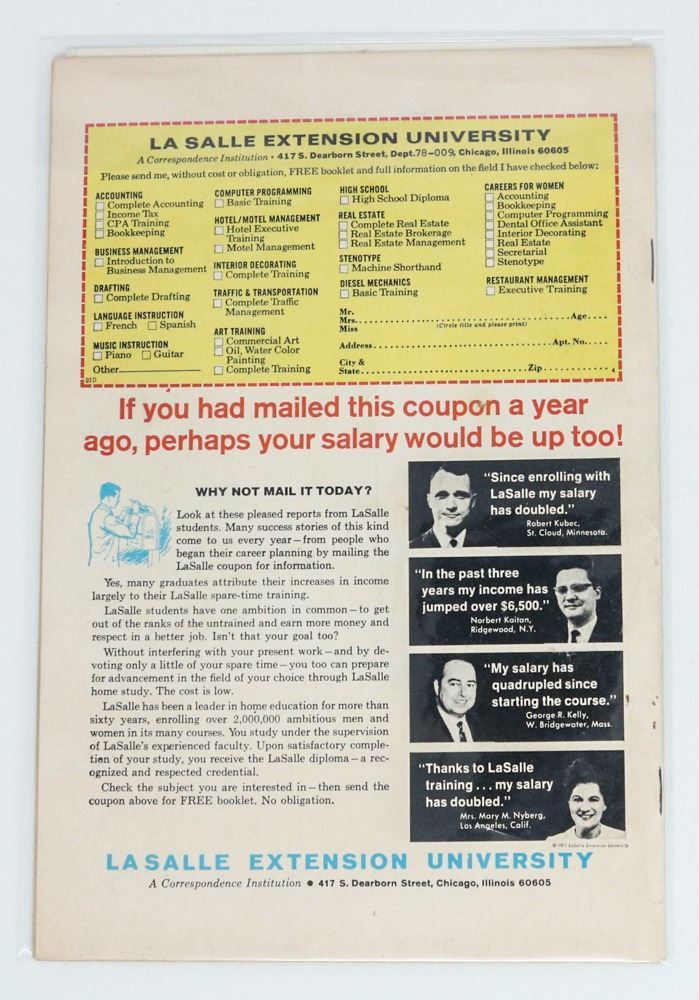 LA SALLE EXTENSION UNIVERSITY
A Correspondence Institution • 417 S. Dearborn Street, Dept.78-009, Chicago, Illinois 60605
Please send me, without cost or obligation, FREE booklet and full information on the field I have checked below:
ACCOUNTING
Complete Accounting
Income Tax
CPA Training
Bookkeeping
BUSINESS MANAGEMENT
Introduction to
Business Management
DRAFTING
Complete Drafting
LANGUAGE INSTRUCTION
French Spanish
MUSIC INSTRUCTION
Piano Guitar
Other
01D
COMPUTER PROGRAMMING
Basic Training
HOTEL/MOTEL MANAGEMENT
Hotel Executive
Training
Motel Management
INTERIOR DECORATING
Complete Training
TRAFFIC & TRANSPORTATION
Complete Traffic
Management
ART TRAINING
Commercial Art
Oil, Water Color
Painting
Complete Training
HIGH SCHOOL
High School Diploma
REAL ESTATE
Complete Real Estate
Real Estate Brokerage
Real Estate Management
STENOTYPE
Machine Shorthand
DIESEL MECHANICS
Basic Training
CAREERS FOR WOMEN
Accounting
Bookkeeping
Computer Programming
Dental Office Assistant
Interior Decorating
Real Estate
Secretarial
Stenotype
RESTAURANT MANAGEMENT
Executive Training
Mr.
Mrs. Age
Miss (Circle title and please print)
Address Apt. No.
City &
State Zip 4
If you had mailed this coupon a year
ago, perhaps your salary would be up too!
WHY NOT MAIL IT TODAY?
Look at these pleased reports from LaSalle
students. Many success stories of this kind
come to us every year—from people who
began their career planning by mailing the
LaSalle coupon for information.
Yes, many graduates attribute their increases in income
largely to their LaSalle spare-time training.
LaSalle students have one ambition in common—to get
out of the ranks of the untrained and earn more money and
respect in a better job. Isn't that your goal too?
Without interfering with your present work—and by de-
voting only a little of your spare time—you too can prepare
for advancement in the field of your choice through LaSalle
home study. The cost is low.
LaSalle has been a leader in home education for more than
sixty years, enrolling over 2,000,000 ambitious men and
women in its many courses. You study under the supervision
of LaSalle's experienced faculty. Upon satisfactory comple-
tion of your study, you receive the LaSalle diploma—a rec-
ognized and respected credential.
Check the subject you are interested in—then send the
coupon above for FREE booklet. No obligation.
"Since enrolling with
LaSalle my salary
has doubled."
Robert Kubec,
St. Cloud, Minnesota.
"In the past three
years my income has
jumped over $6,500."
Norbert Kaitan,
Ridgewood, N.Y.
"My salary has
quadrupled since
starting the course."
George R. Kelly,
W. Bridgewater, Mass.
"Thanks to LaSalle
training ... my salary
has doubled."
Mrs. Mary M. Nyberg,
Los Angeles, Calif.
© 1971 LaSalle Extension University
LA SALLE EXTENSION UNIVERSITY
A Correspondence Institution • 417 S. Dearborn Street, Chicago, Illinois 60605